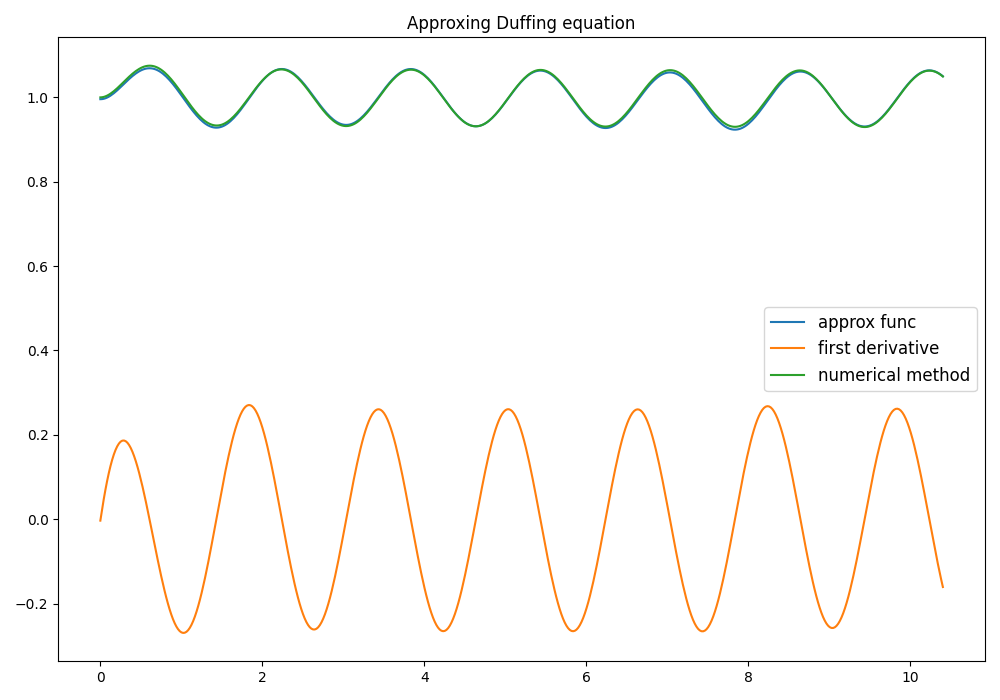 Approxing Duffing equation
1.0
0.8
0.6
0.4
0.2
0.0
−0.2
approx func
first derivative
numerical method
0 2 4 6 8 10